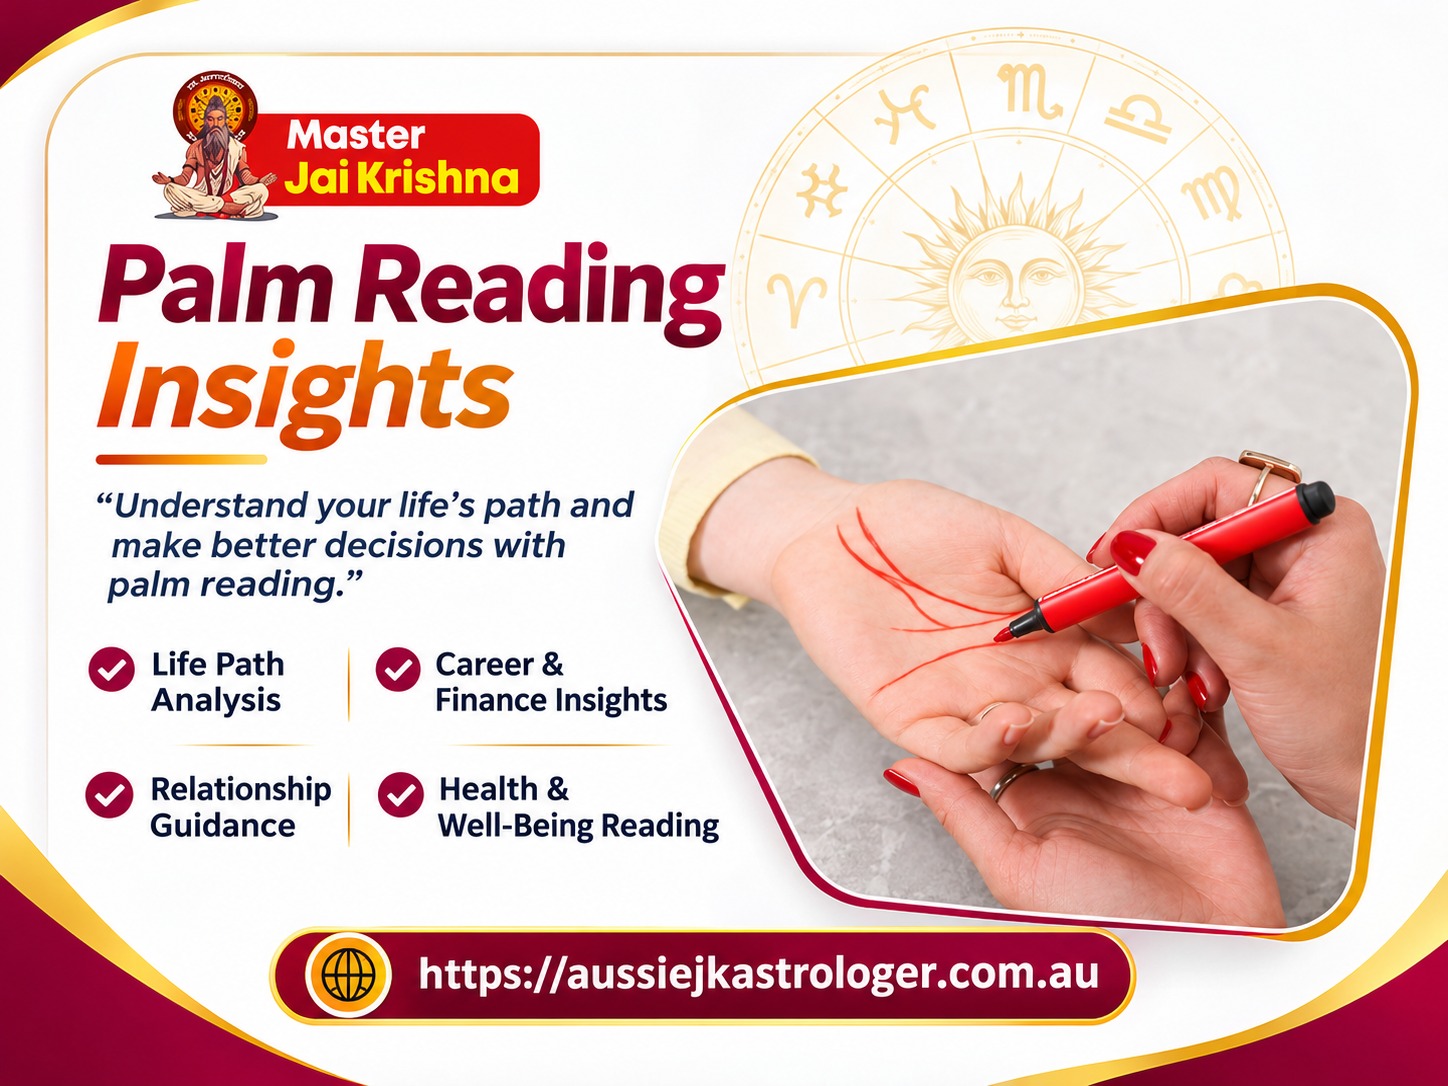 Master
Jai Krishna
Palm Reading
Insights
“Understand your life’s path and
make better decisions with
palm reading.”
Life Path
Analysis
Career &
Finance Insights
Relationship
Guidance
Health &
Well-Being Reading
https://aussiejkastrologer.com.au